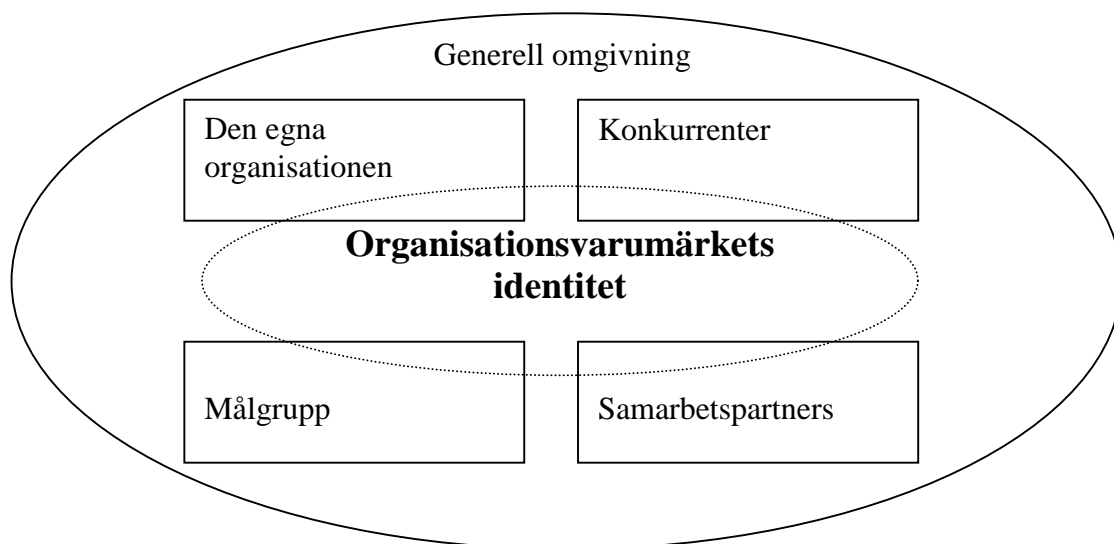 Generell omgivning
Den egna
organisationen
Konkurrenter
Organisationsvarumärkets
identitet
Målgrupp
Samarbetspartners